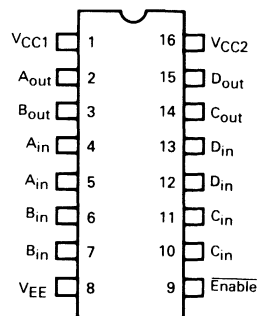 VCC1 1 16 VCC2
Aout 2 15 Dout
Bout 3 14 Cout
Ain 4 13 Din
Ain 5 12 Din
Bin 6 11 Cin
Bin 7 10 Cin
VEE 8 9 Enable